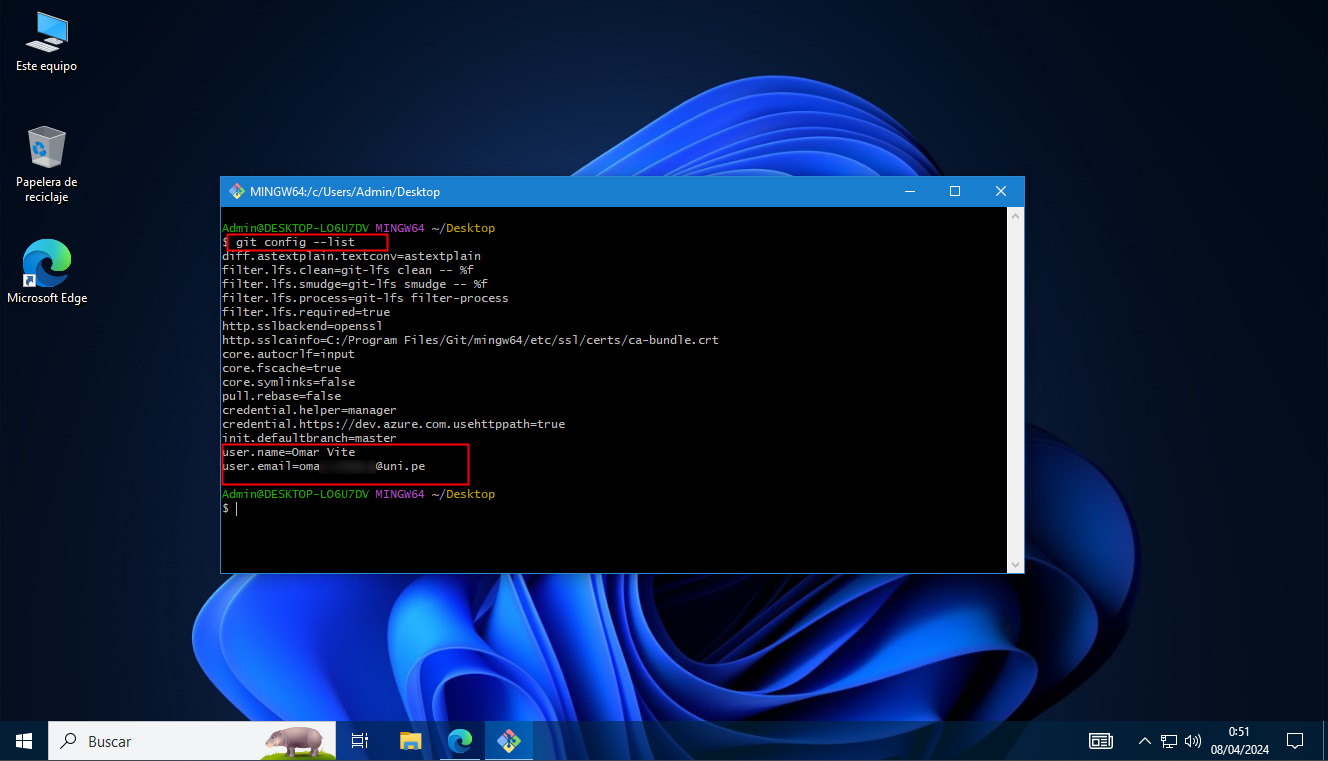 Este equipo
Papelera de
reciclaje
Microsoft Edge
MINGW64:/c/Users/Admin/Desktop
Admin@DESKTOP-LO6U7DV MINGW64 ~/Desktop
$ git config --list
diff.astextplain.textconv=astextplain
filter.lfs.clean=git-lfs clean -- %f
filter.lfs.smudge=git-lfs smudge -- %f
filter.lfs.process=git-lfs filter-process
filter.lfs.required=true
http.sslbackend=openssl
http.sslcainfo=C:/Program Files/Git/mingw64/etc/ssl/certs/ca-bundle.crt
core.autocrlf=input
core.fscache=true
core.symlinks=false
pull.rebase=false
credential.helper=manager
credential.https://dev.azure.com.usehttppath=true
init.defaultbranch=master
user.name=Omar Vite
user.email=oma @uni.pe
Admin@DESKTOP-LO6U7DV MINGW64 ~/Desktop
$
Buscar
0:51
08/04/2024